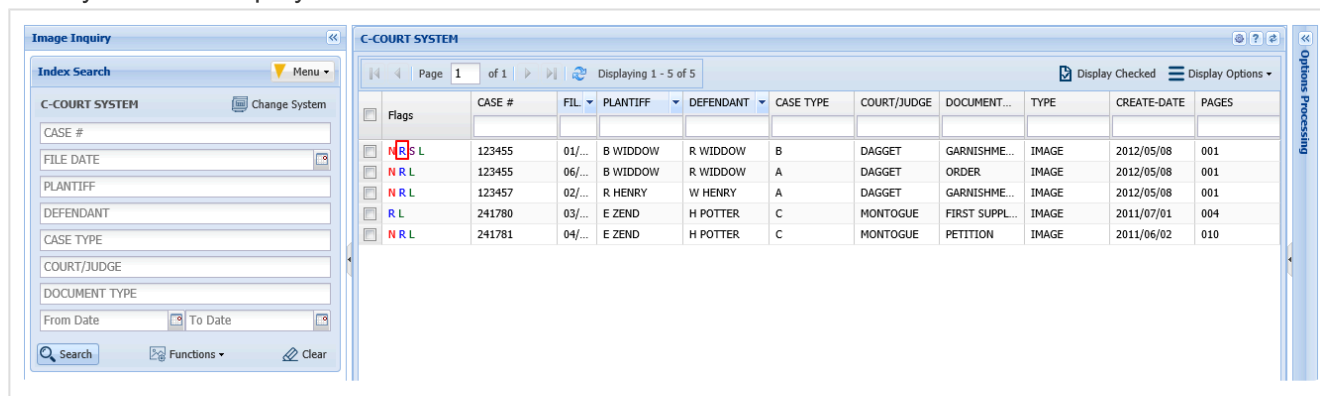 Image Inquiry
Index Search Menu
C-COURT SYSTEM Change System
CASE #
FILE DATE
PLANTIFF
DEFENDANT
CASE TYPE
COURT/JUDGE
DOCUMENT TYPE
From Date To Date
Search Functions Clear
C-COURT SYSTEM
Page 1 of 1 Displaying 1 - 5 of 5 Display Checked Display Options
Flags CASE # FIL. PLANTIFF DEFENDANT CASE TYPE COURT/JUDGE DOCUMENT... TYPE CREATE-DATE PAGES
N R S L 123455 01/... B WIDDOW R WIDDOW B DAGGET GARNISHME... IMAGE 2012/05/08 001
N R L 123455 06/... B WIDDOW R WIDDOW A DAGGET ORDER IMAGE 2012/05/08 001
N R L 123457 02/... R HENRY W HENRY A DAGGET GARNISHME... IMAGE 2012/05/08 001
R L 241780 03/... E ZEND H POTTER C MONTOGUE FIRST SUPPL... IMAGE 2011/07/01 004
N R L 241781 04/... E ZEND H POTTER C MONTOGUE PETITION IMAGE 2011/06/02 010
Options Processing